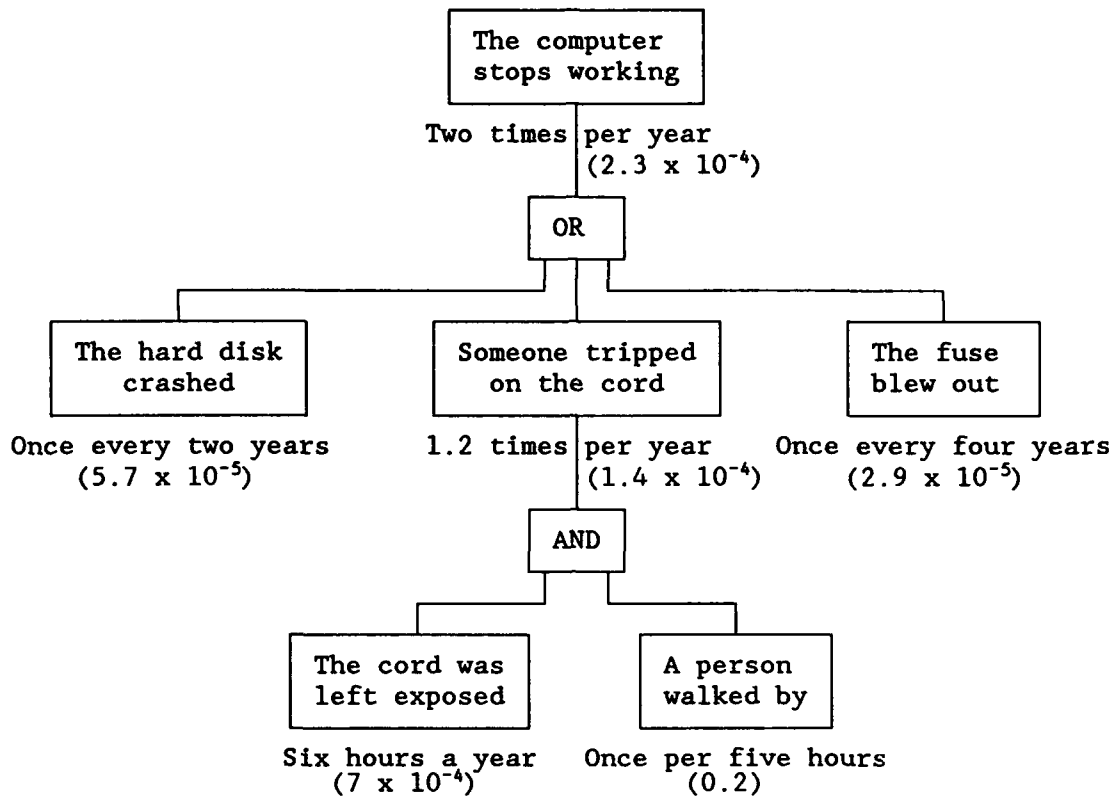 The computer
stops working
Two times per year
(2.3 x 10⁻⁴)
OR
The hard disk
crashed
Once every two years
(5.7 x 10⁻⁵)
Someone tripped
on the cord
1.2 times per year
(1.4 x 10⁻⁴)
The fuse
blew out
Once every four years
(2.9 x 10⁻⁵)
AND
The cord was
left exposed
Six hours a year
(7 x 10⁻⁴)
A person
walked by
Once per five hours
(0.2)